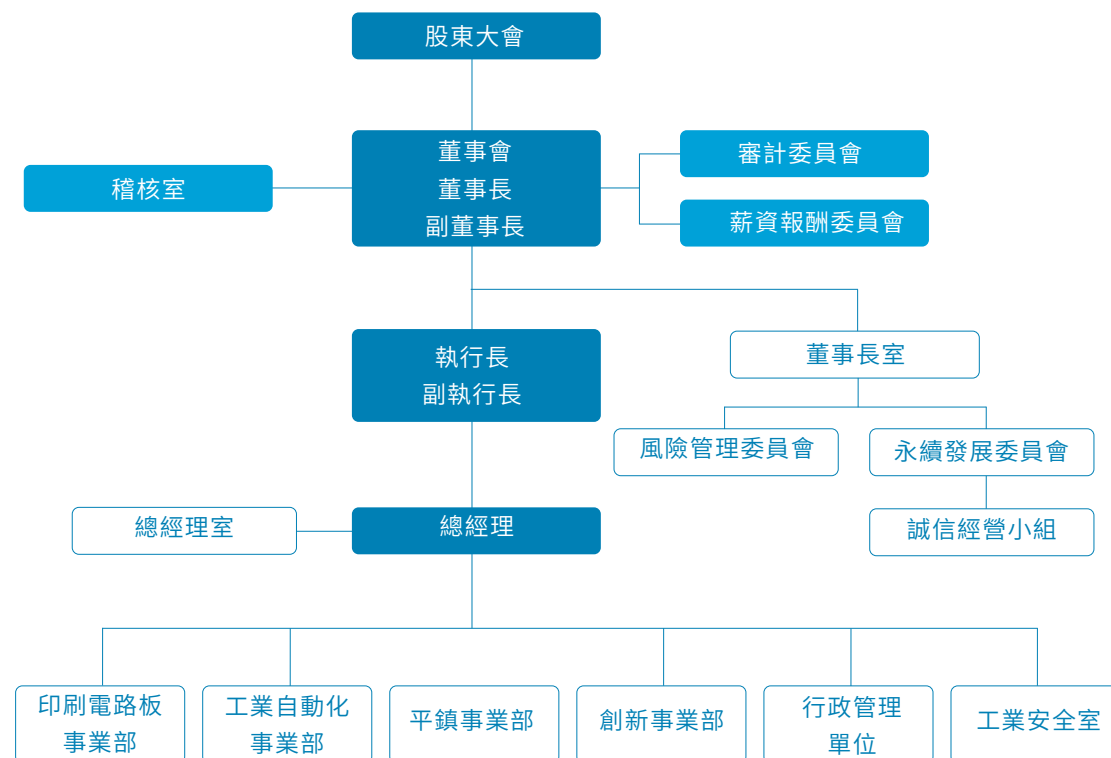 股東大會
董事會
董事長
副董事長
稽核室
審計委員會
薪資報酬委員會
執行長
副執行長
董事長室
風險管理委員會
永續發展委員會
總經理室
總經理
誠信經營小組
印刷電路板
事業部
工業自動化
事業部
平鎮事業部
創新事業部
行政管理
單位
工業安全室